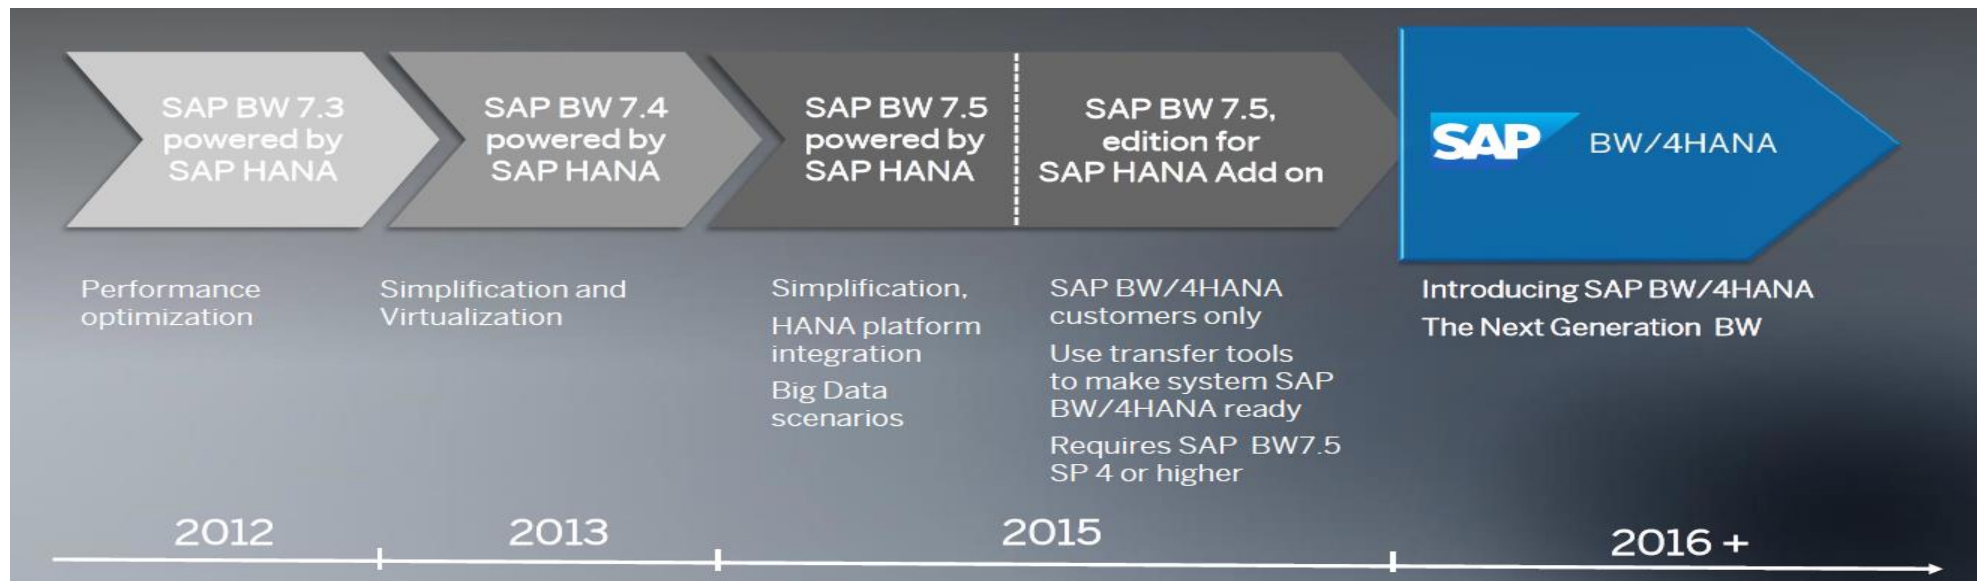 SAP BW 7.3
powered by
SAP HANA
SAP BW 7.4
powered by
SAP HANA
SAP BW 7.5
powered by
SAP HANA
SAP BW 7.5,
edition for
SAP HANA Add on
SAP BW/4HANA
Performance
optimization
Simplification and
Virtualization
Simplification,
HANA platform
integration
Big Data
scenarios
SAP BW/4HANA
customers only
Use transfer tools
to make system SAP
BW/4HANA ready
Requires SAP BW7.5
SP 4 or higher
Introducing SAP BW/4HANA
The Next Generation BW
2012
2013
2015
2016 +